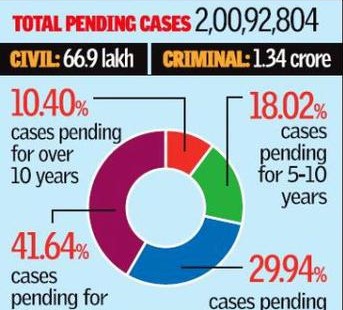 TOTAL PENDING CASES 2,00,92,804
CIVIL: 66.9 lakh CRIMINAL: 1.34 crore
10.40%
cases pending
for over
10 years
18.02%
cases
pending
for 5-10
years
41.64%
cases
pending for
29.94%
cases pending